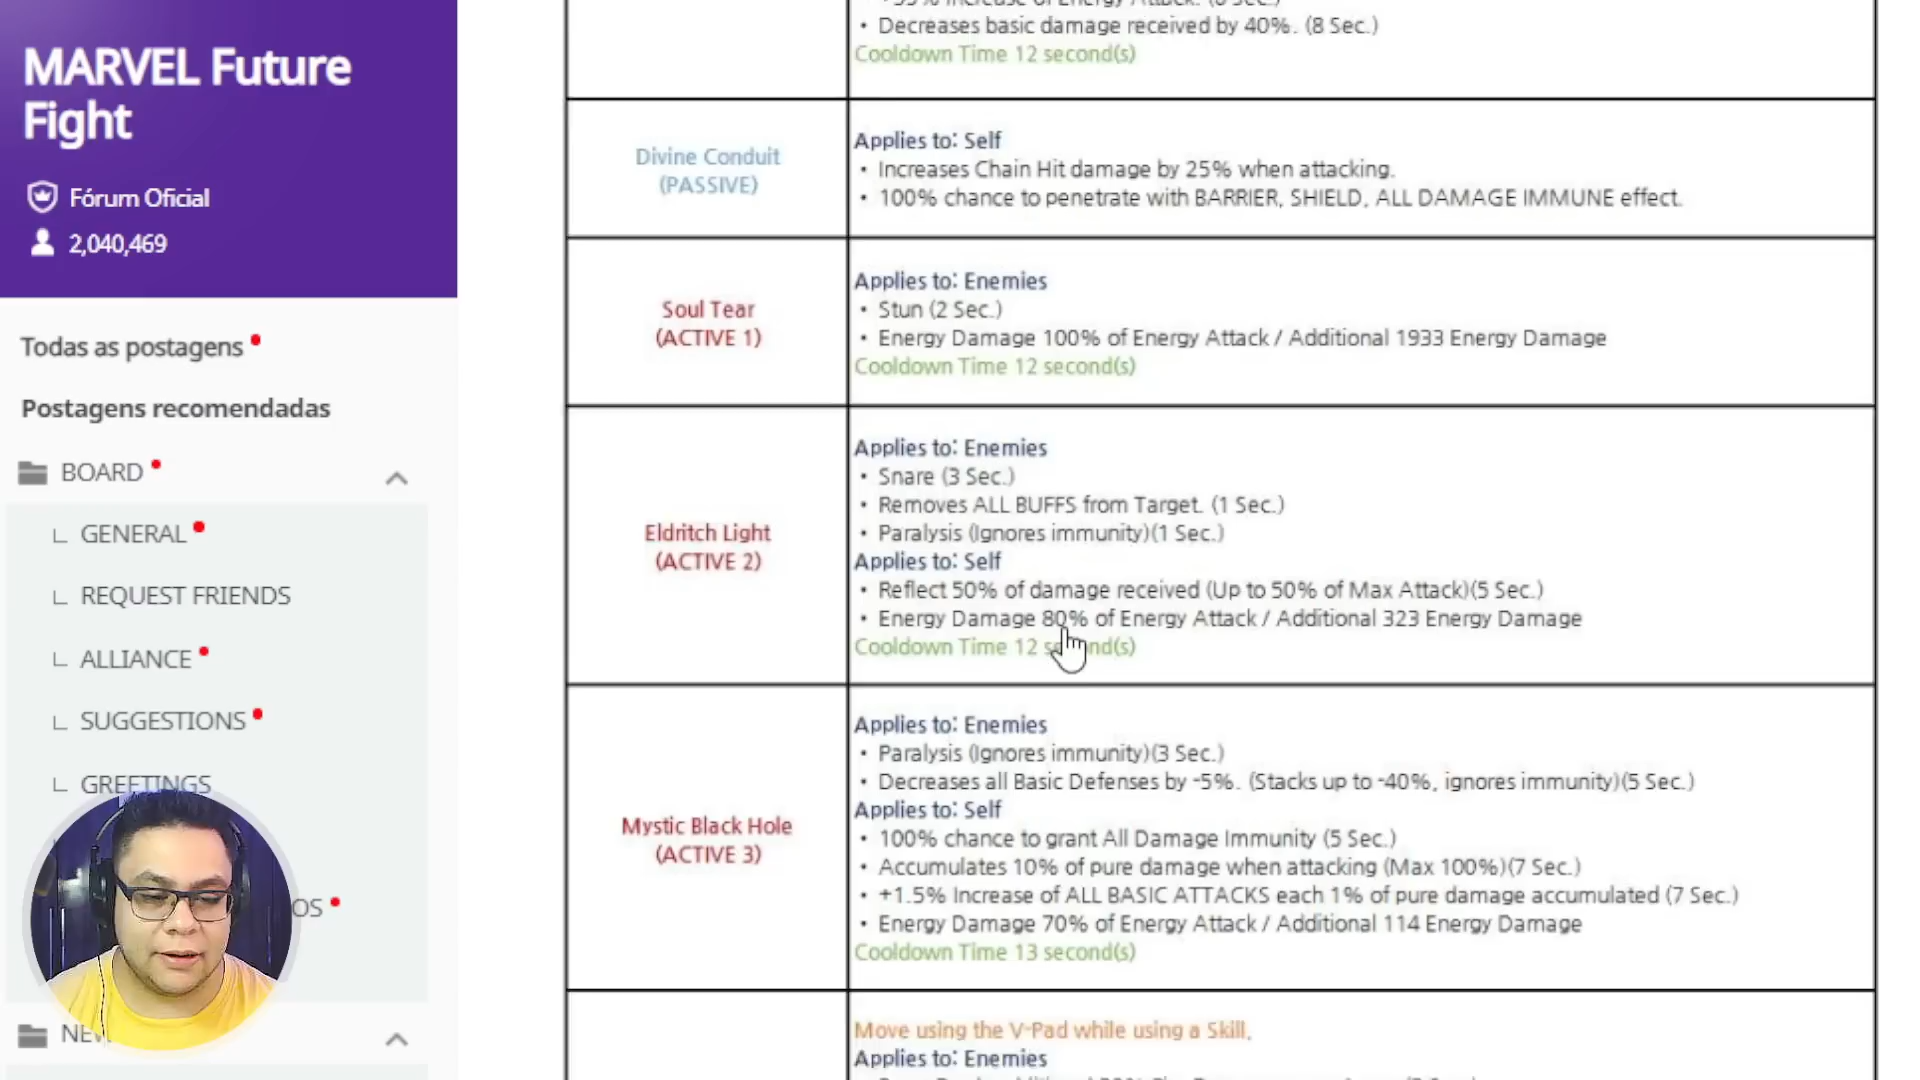 MARVEL Future
Fight
Fórum Oficial
2,040,469
Todas as postagens
Postagens recomendadas
BOARD
GENERAL
REQUEST FRIENDS
ALLIANCE
SUGGESTIONS
GREETINGS
OS
• Decreases basic damage received by 40%. (8 Sec.)
Cooldown Time 12 second(s)
Divine Conduit
(PASSIVE)
Applies to: Self
• Increases Chain Hit damage by 25% when attacking.
• 100% chance to penetrate with BARRIER, SHIELD, ALL DAMAGE IMMUNE effect.
Soul Tear
(ACTIVE 1)
Applies to: Enemies
• Stun (2 Sec.)
• Energy Damage 100% of Energy Attack / Additional 1933 Energy Damage
Cooldown Time 12 second(s)
Eldritch Light
(ACTIVE 2)
Applies to: Enemies
• Snare (3 Sec.)
• Removes ALL BUFFS from Target. (1 Sec.)
• Paralysis (Ignores immunity)(1 Sec.)
Applies to: Self
• Reflect 50% of damage received (Up to 50% of Max Attack)(5 Sec.)
• Energy Damage 80% of Energy Attack / Additional 323 Energy Damage
Cooldown Time 12 second(s)
Mystic Black Hole
(ACTIVE 3)
Applies to: Enemies
• Paralysis (Ignores immunity)(3 Sec.)
• Decreases all Basic Defenses by -5%. (Stacks up to -40%, ignores immunity)(5 Sec.)
Applies to: Self
• 100% chance to grant All Damage Immunity (5 Sec.)
• Accumulates 10% of pure damage when attacking (Max 100%)(7 Sec.)
• +1.5% Increase of ALL BASIC ATTACKS each 1% of pure damage accumulated (7 Sec.)
• Energy Damage 70% of Energy Attack / Additional 114 Energy Damage
Cooldown Time 13 second(s)
Move using the V-Pad while using a Skill.
Applies to: Enemies